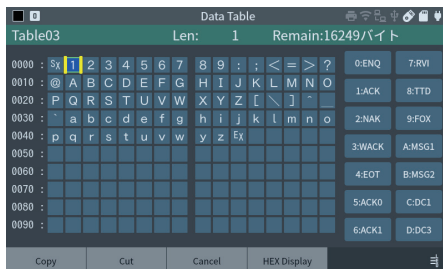 0 Data Table
Table03 Len: 1 Remain:16249バイト
0000 : SX 1 2 3 4 5 6 7 8 9 : ; < = > ? 0:ENQ 7:RVI
0010 : @ A B C D E F G H I J K L M N O 1:ACK 8:TTD
0020 : P Q R S T U V W X Y Z [ \ ] ^ _
0030 : ` a b c d e f g h i j k l m n o 2:NAK 9:FOX
0040 : p q r s t u v w x y z EX
0050 : 3:WACK A:MSG1
0060 : 4:EOT B:MSG2
0070 :
0080 : 5:ACK0 C:DC1
0090 : 6:ACK1 D:DC3
Copy Cut Cancel HEX Display